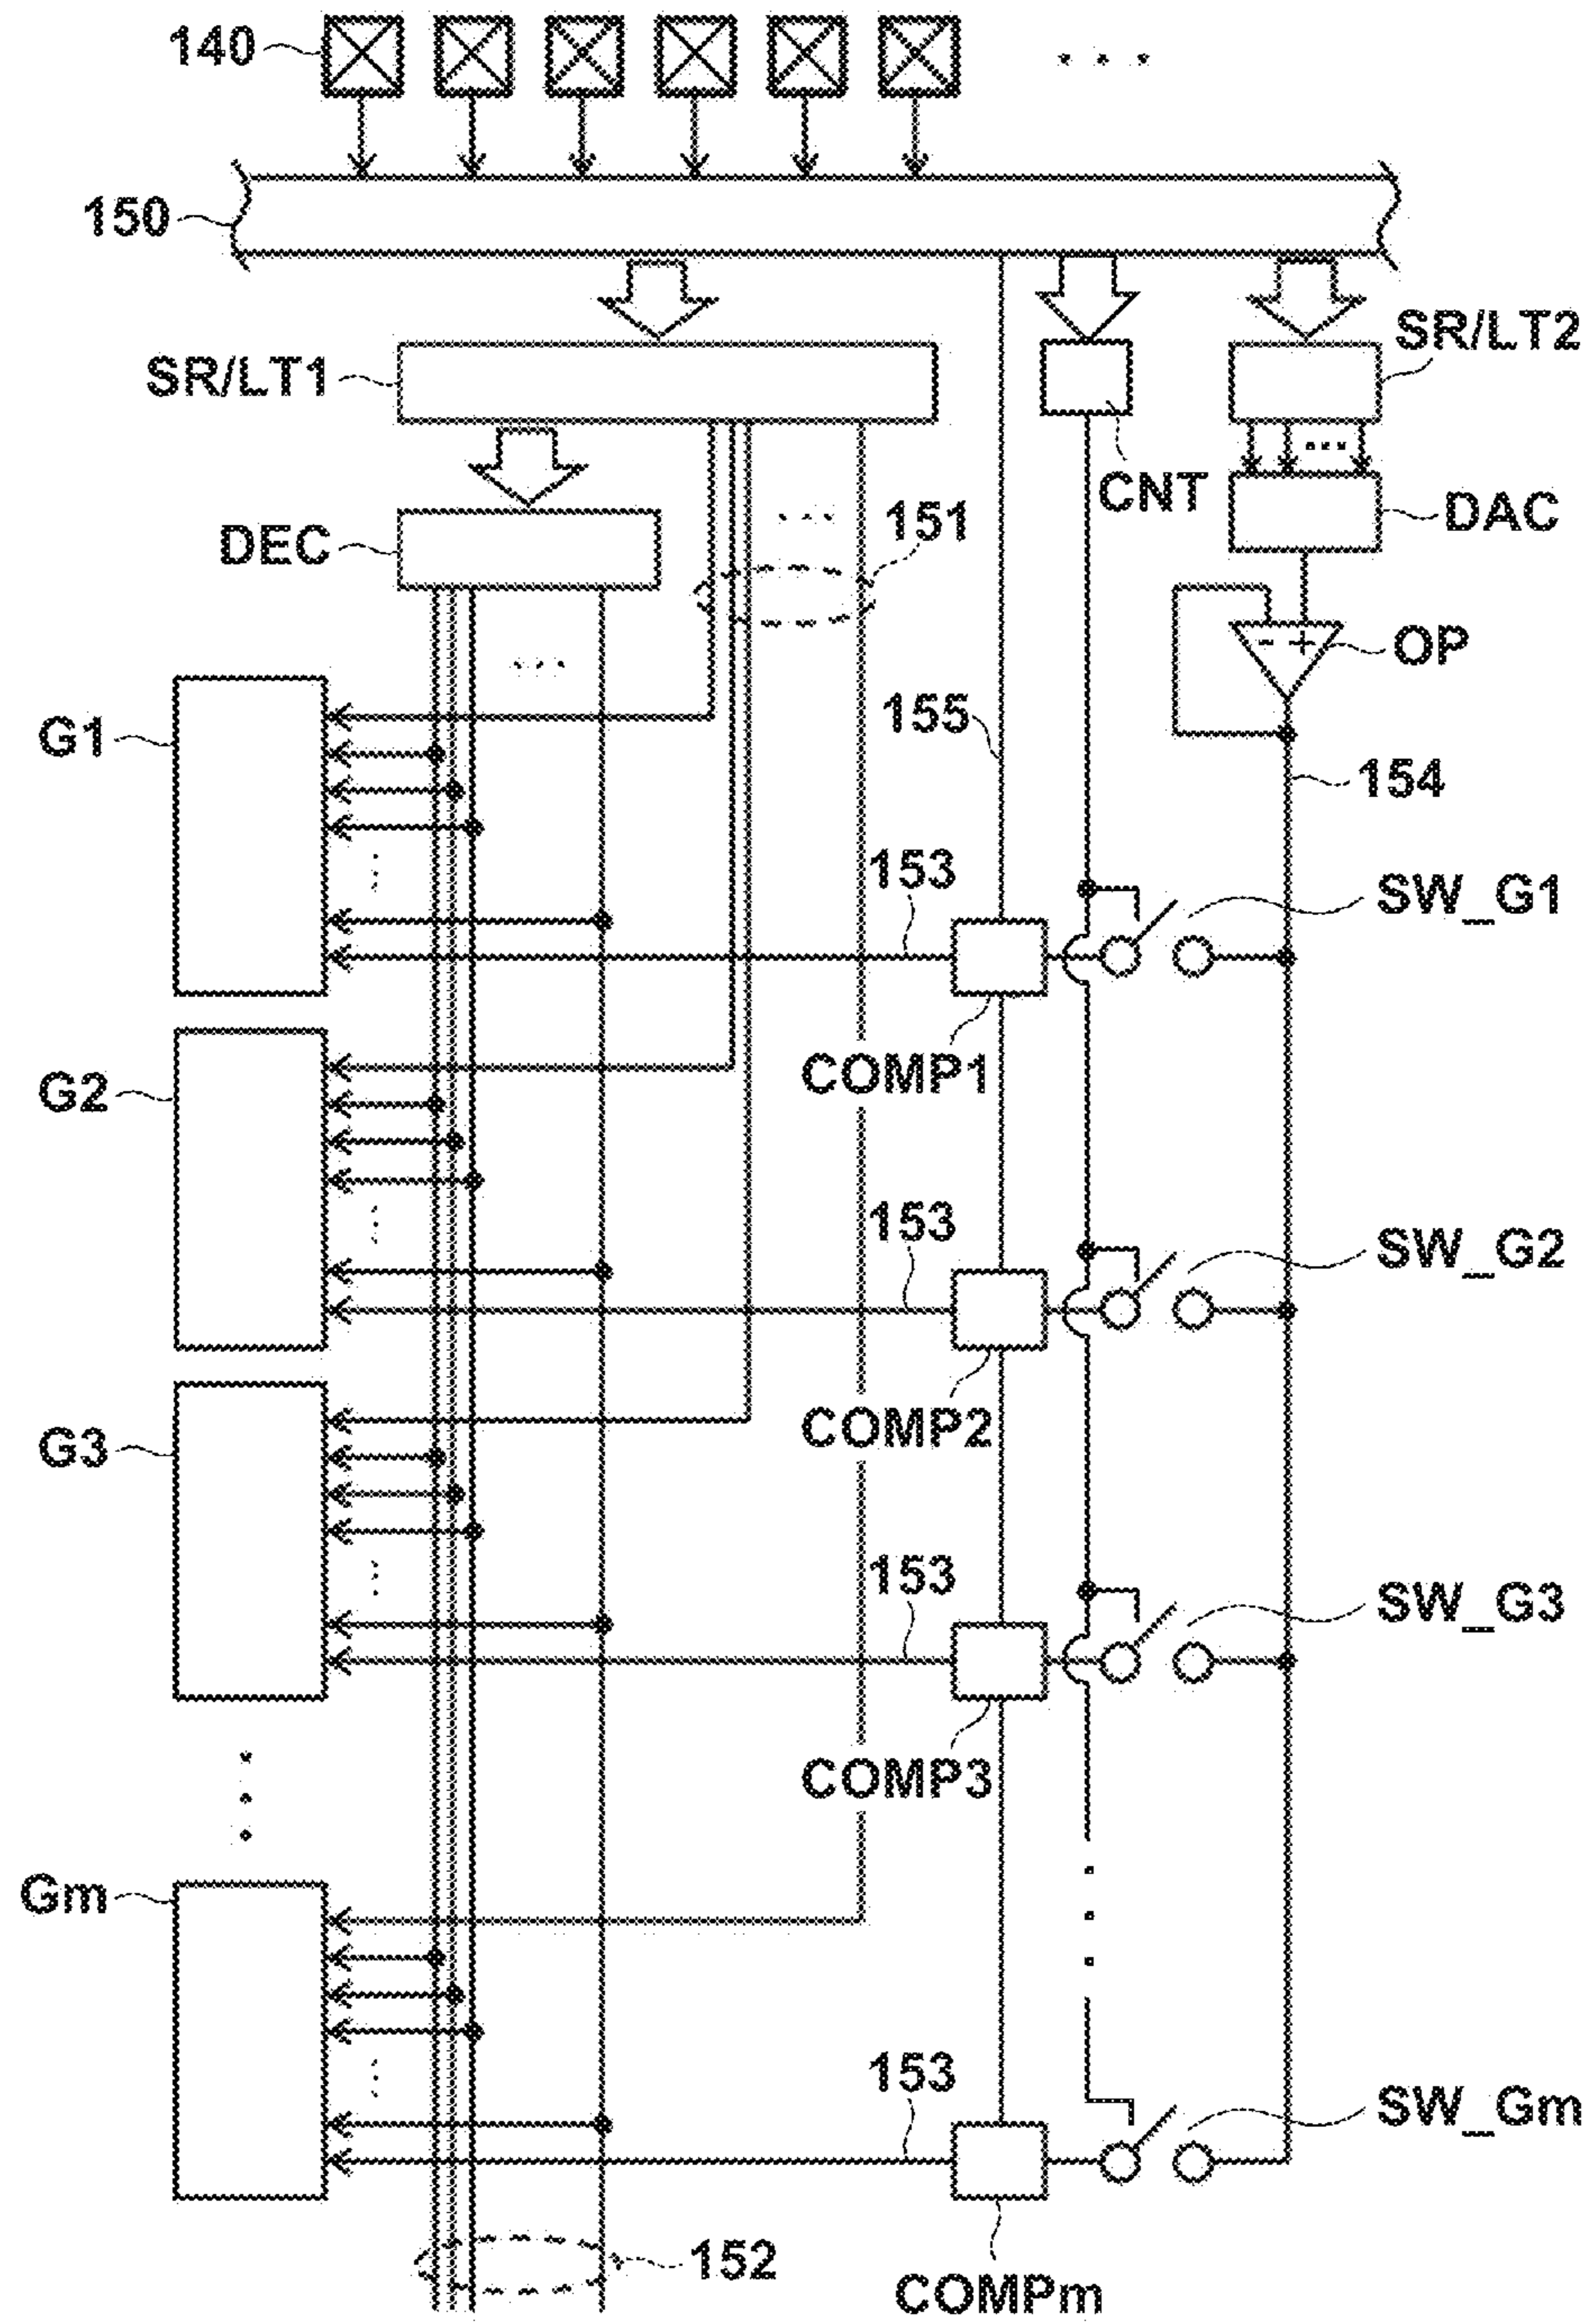 140
150
SR/LT1
SR/LT2
CNT
DAC
DEC
151
- +
OP
G1
155
154
153
SW_G1
COMP1
G2
153
SW_G2
COMP2
G3
153
SW_G3
COMP3
Gm
153
SW_Gm
152
COMPm